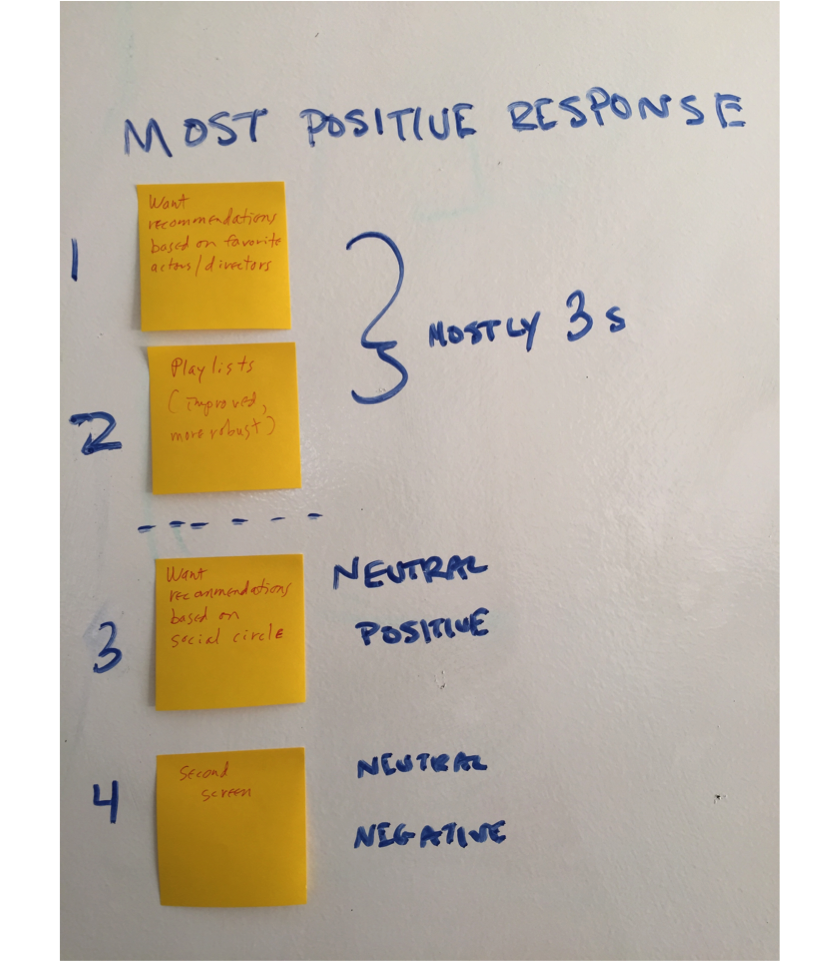 MOST POSITIVE RESPONSE
1
Want
recommendations
based on favorite
actors/directors
MOSTLY 3s
2
Playlists
(improved,
more robust)
3
Want
recommendations
based on
social circle
NEUTRAL
POSITIVE
4
Second
screen
NEUTRAL
NEGATIVE